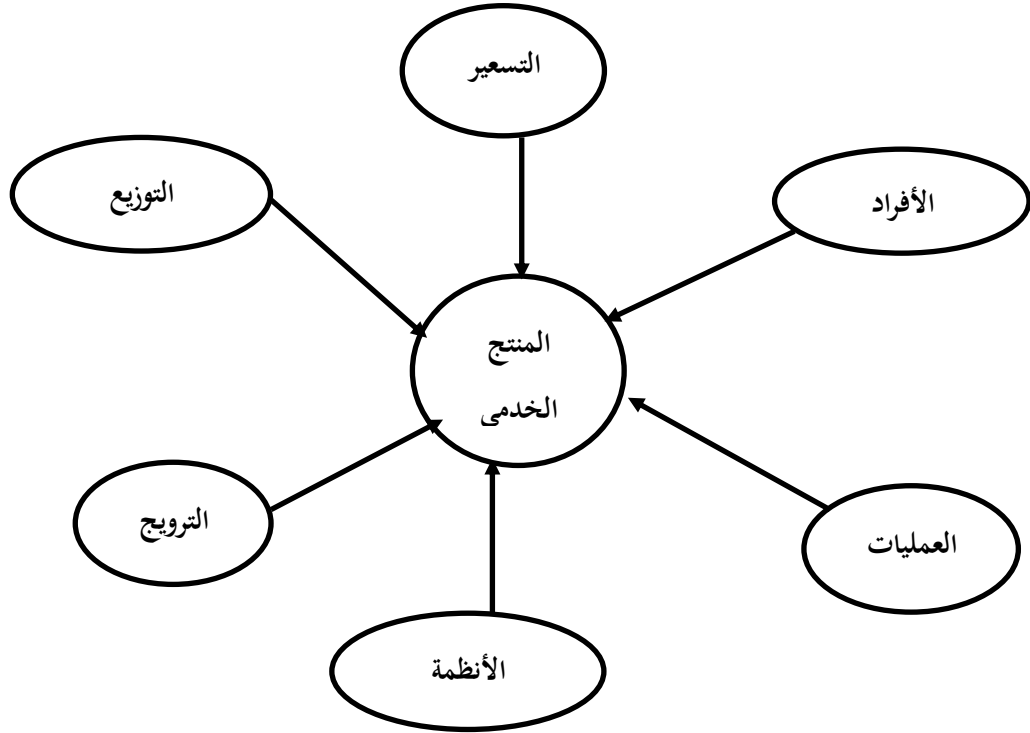 التسعير
الأفراد
التوزيع
المنتج
الخدمى
الترويج
العمليات
الأنظمة